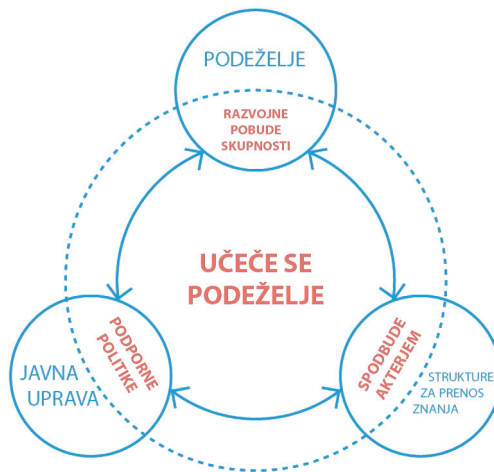 PODEŽELJE
RAZVOJNE
POBUDE
SKUPNOSTI
UČEČE SE
PODEŽELJE
JAVNA
UPRAVA
PODPORNE
POLITIKE
SPODBUDE
AKTERJEM
STRUKTURE
ZA PRENOS
ZNANJA